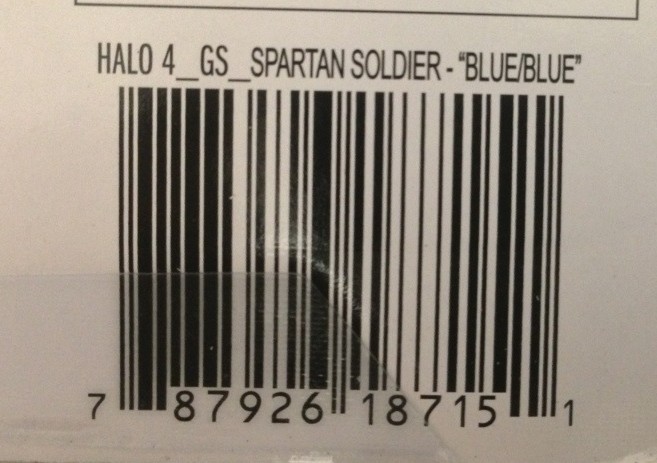 HALO 4_GS_SPARTAN SOLDIER - "BLUE/BLUE"
7 87926 18715 1